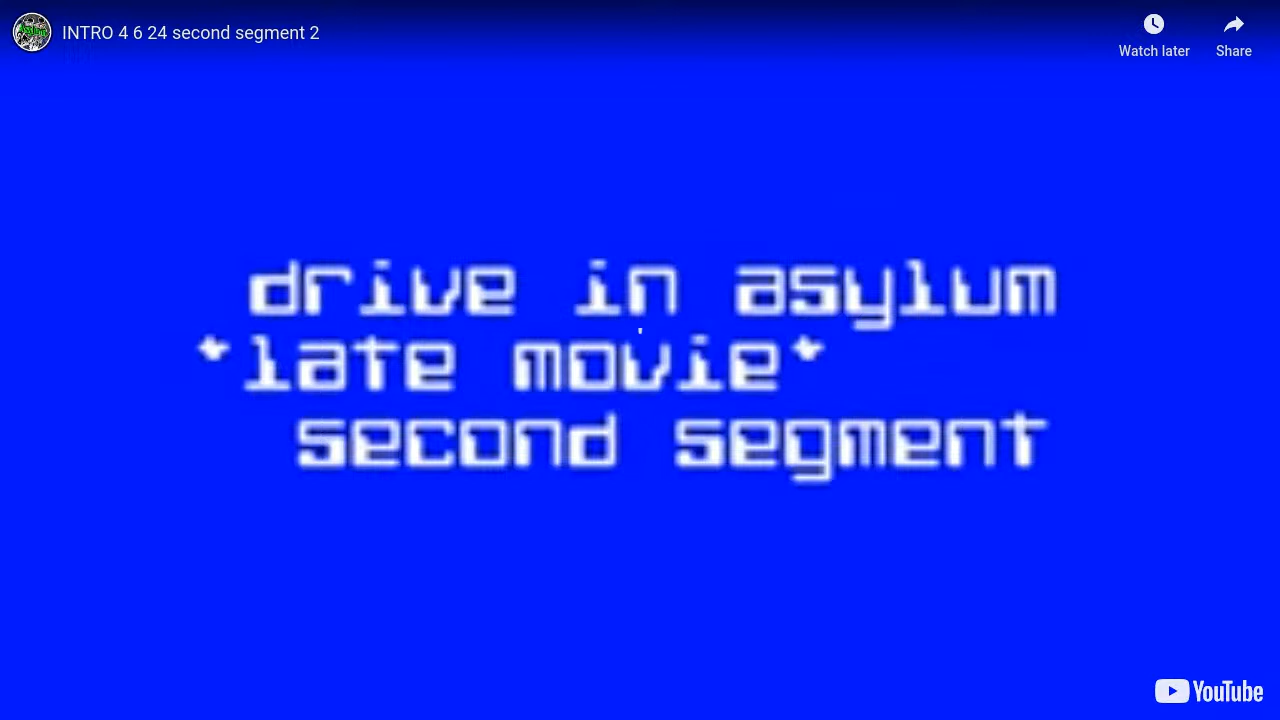 INTRO 4 6 24 second segment 2
Watch later
Share
drive in asylum
*late movie*
second segment
YouTube